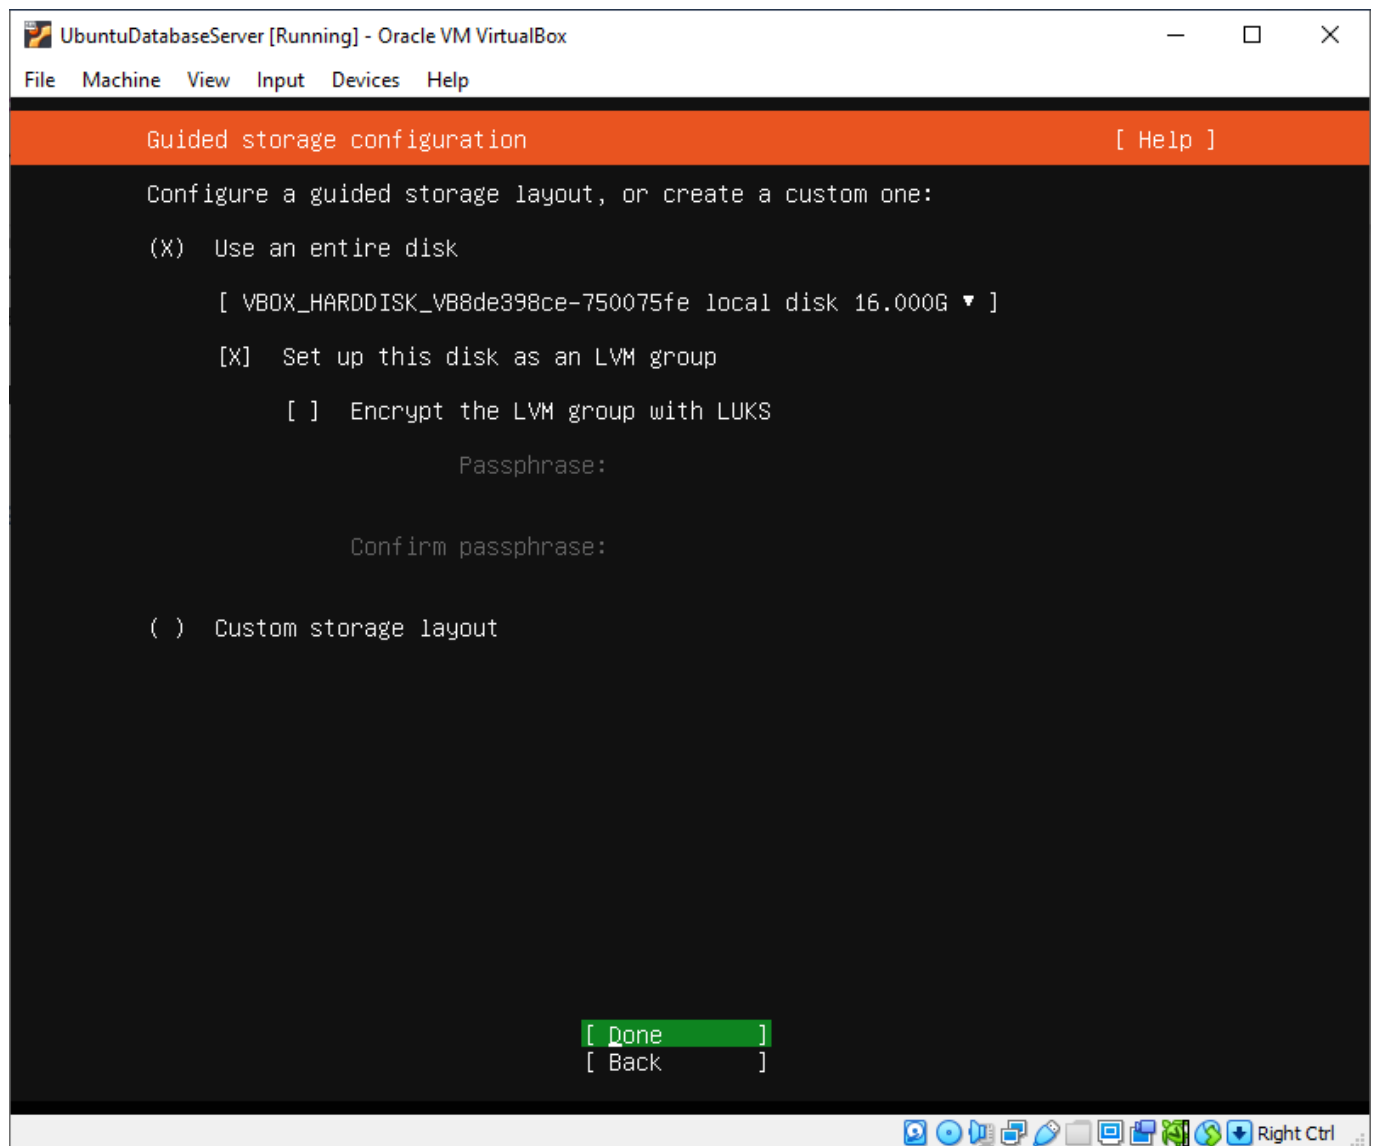 UbuntuDatabaseServer [Running] - Oracle VM VirtualBox
File Machine View Input Devices Help
Guided storage configuration [ Help ]
Configure a guided storage layout, or create a custom one:
(X) Use an entire disk
[ VBOX_HARDDISK_VB8de398ce-750075fe local disk 16.000G ▾ ]
[X] Set up this disk as an LVM group
[ ] Encrypt the LVM group with LUKS
Passphrase:
Confirm passphrase:
( ) Custom storage layout
[ Done ]
[ Back ]
Right Ctrl